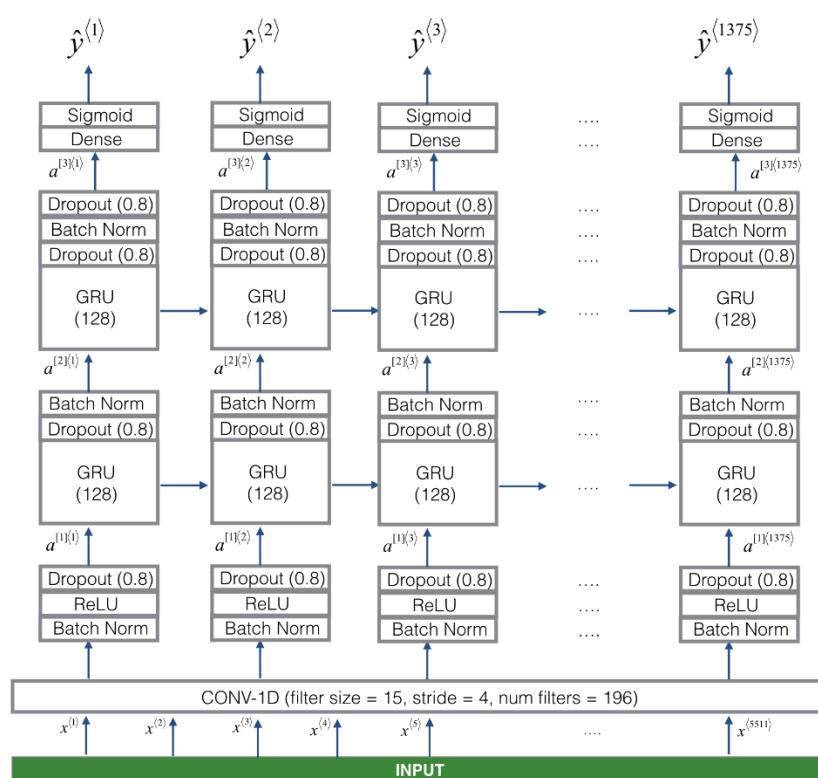 ŷ⟨1⟩ ŷ⟨2⟩ ŷ⟨3⟩ ŷ⟨1375⟩
Sigmoid Sigmoid Sigmoid .... Sigmoid
Dense Dense Dense .... Dense
a[3]⟨1⟩ a[3]⟨2⟩ a[3]⟨3⟩ a[3]⟨1375⟩
Dropout (0.8) Dropout (0.8) Dropout (0.8) .... Dropout (0.8)
Batch Norm Batch Norm Batch Norm .... Batch Norm
Dropout (0.8) Dropout (0.8) Dropout (0.8) .... Dropout (0.8)
GRU GRU GRU GRU
(128) (128) (128) .... (128)
a[2]⟨1⟩ a[2]⟨2⟩ a[2]⟨3⟩ a[2]⟨1375⟩
Batch Norm Batch Norm Batch Norm .... Batch Norm
Dropout (0.8) Dropout (0.8) Dropout (0.8) .... Dropout (0.8)
GRU GRU GRU GRU
(128) (128) (128) .... (128)
a[1]⟨1⟩ a[1]⟨2⟩ a[1]⟨3⟩ a[1]⟨1375⟩
Dropout (0.8) Dropout (0.8) Dropout (0.8) .... Dropout (0.8)
ReLU ReLU ReLU .... ReLU
Batch Norm Batch Norm Batch Norm .... Batch Norm
CONV-1D (filter size = 15, stride = 4, num filters = 196)
x⟨1⟩ x⟨2⟩ x⟨3⟩ x⟨4⟩ x⟨5⟩ .... x⟨5511⟩
INPUT